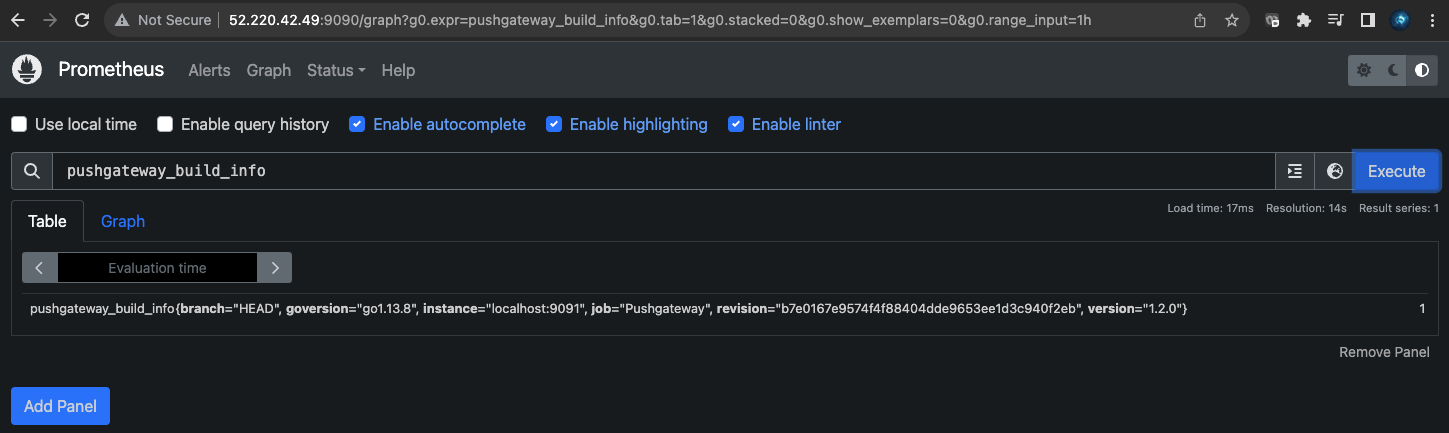 Not Secure 52.220.42.49:9090/graph?g0.expr=pushgateway_build_info&g0.tab=1&g0.stacked=0&g0.show_exemplars=0&g0.range_input=1h
Prometheus Alerts Graph Status Help
Use local time Enable query history Enable autocomplete Enable highlighting Enable linter
pushgateway_build_info Execute
Table Graph Load time: 17ms Resolution: 14s Result series: 1
Evaluation time
pushgateway_build_info{branch="HEAD", goversion="go1.13.8", instance="localhost:9091", job="Pushgateway", revision="b7e0167e9574f4f88404dde9653ee1d3c940f2eb", version="1.2.0"} 1
Remove Panel
Add Panel